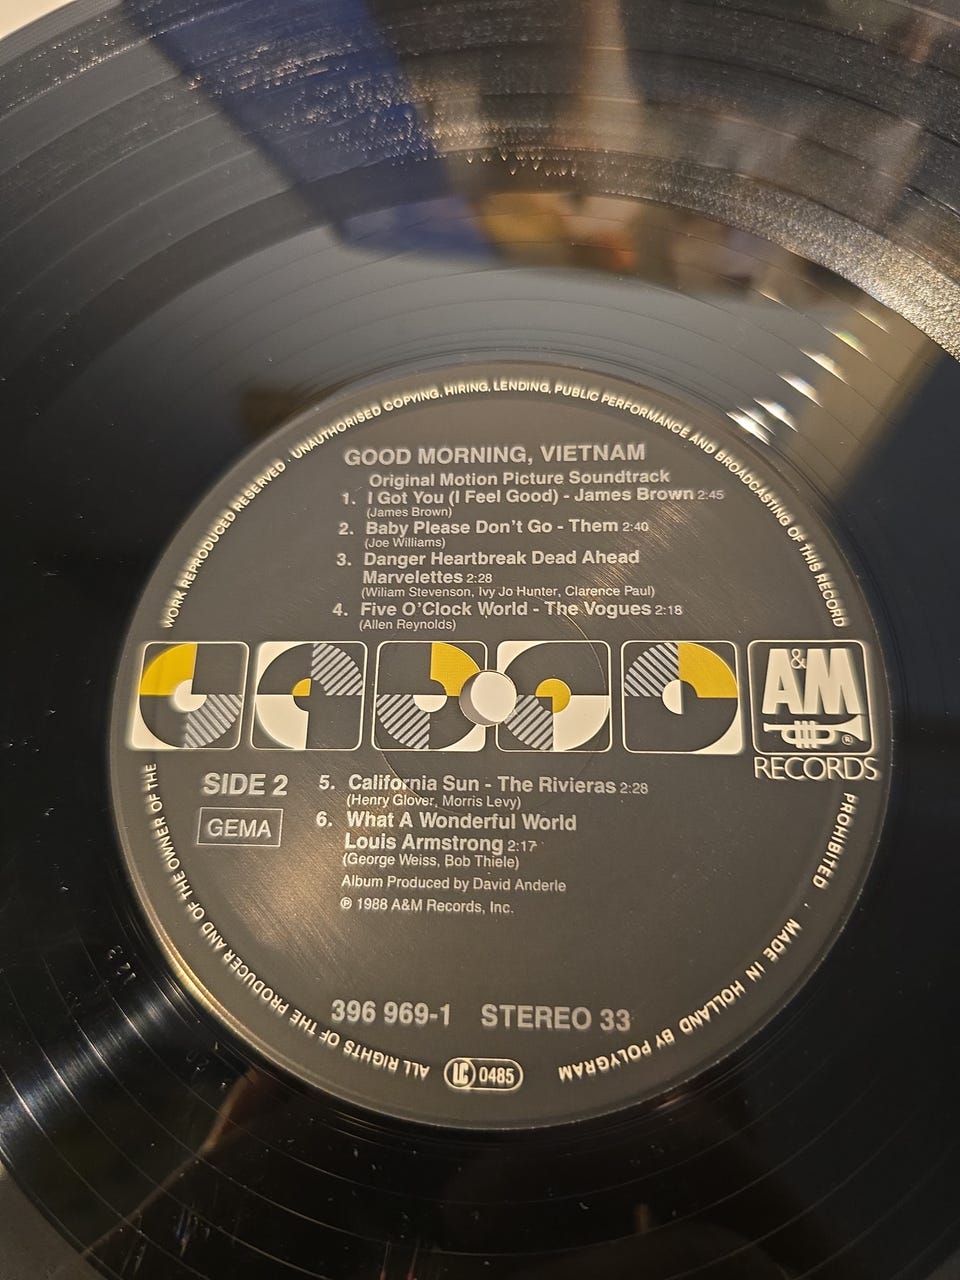 GOOD MORNING, VIETNAM
Original Motion Picture Soundtrack
1. I Got You (I Feel Good) - James Brown 2:45
(James Brown)
2. Baby Please Don't Go - Them 2:40
(Joe Williams)
3. Danger Heartbreak Dead Ahead
Marvelettes 2:28
(Wiliam Stevenson, Ivy Jo Hunter, Clarence Paul)
4. Five O'Clock World - The Vogues 2:18
(Allen Reynolds)
A&M
®
RECORDS
SIDE 2
GEMA
5. California Sun - The Rivieras 2:28
(Henry Glover, Morris Levy)
6. What A Wonderful World
Louis Armstrong 2:17
(George Weiss, Bob Thiele)
Album Produced by David Anderle
℗ 1988 A&M Records, Inc.
396 969-1 STEREO 33
LC 0485
ALL RIGHTS OF THE PRODUCER AND OF THE OWNER OF THE WORK REPRODUCED RESERVED · UNAUTHORISED COPYING, HIRING, LENDING, PUBLIC PERFORMANCE AND BROADCASTING OF THIS RECORD PROHIBITED · MADE IN HOLLAND BY POLYGRAM